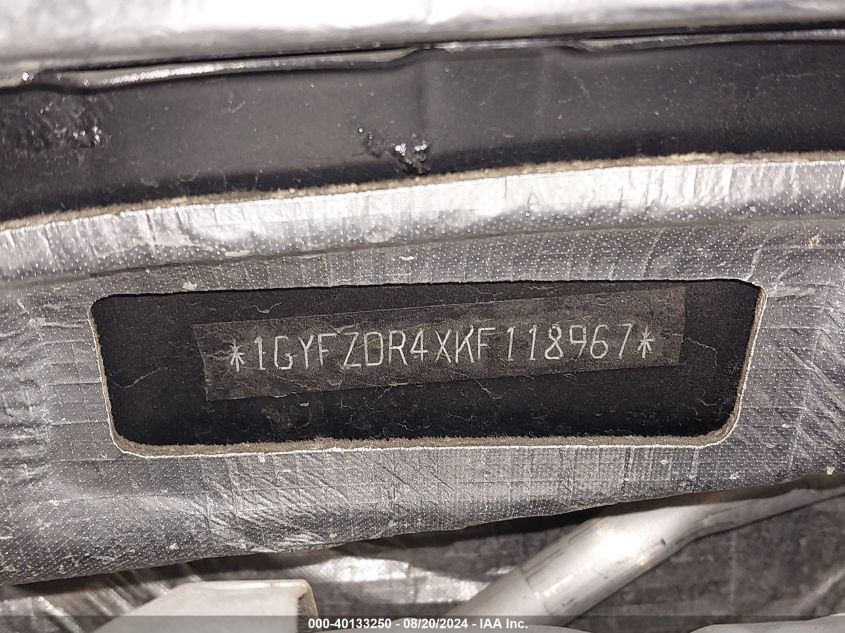 *1GYFZDR4XKF118967*
000-40133250 - 08/20/2024 - IAA Inc.